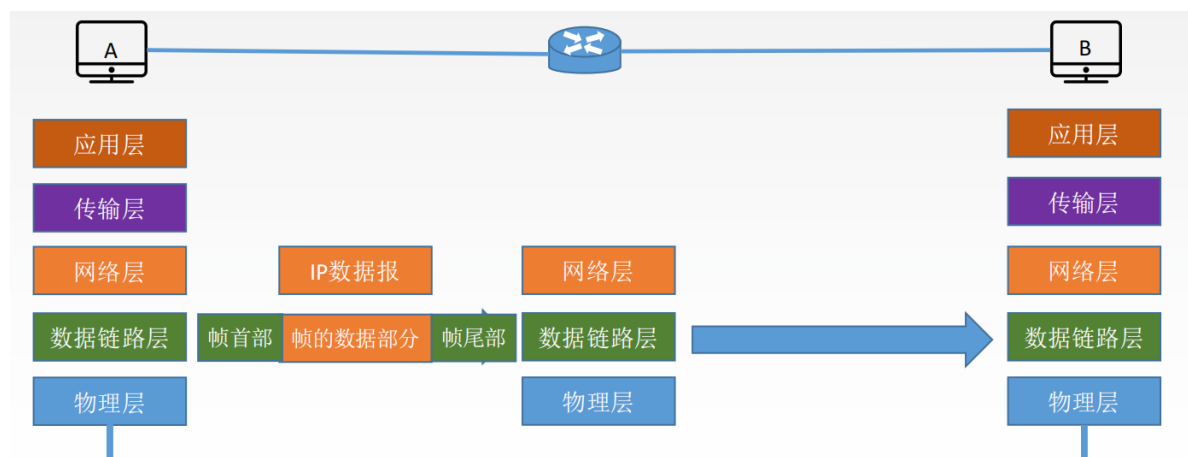 A
B
应用层
应用层
传输层
传输层
网络层
IP数据报
网络层
网络层
数据链路层
帧首部
帧的数据部分
帧尾部
数据链路层
数据链路层
物理层
物理层
物理层